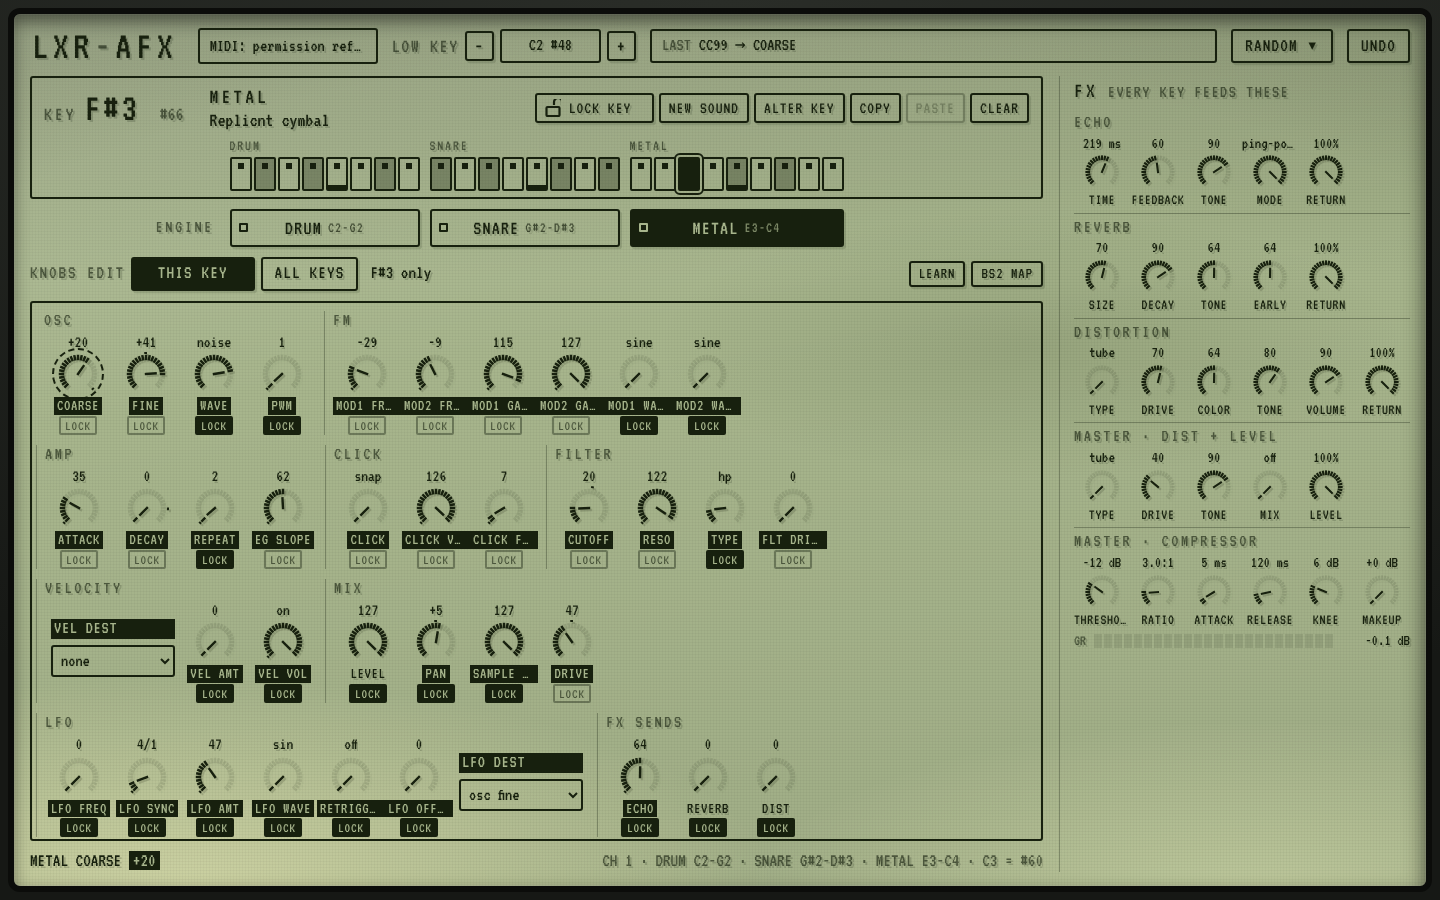 LXR-AFX
MIDI: permission ref…
LOW KEY - C2 #48 +
LAST CC99 → COARSE
RANDOM ▼ UNDO
KEY F#3 #66
METAL
Replicnt cymbal
LOCK KEY NEW SOUND ALTER KEY COPY PASTE CLEAR
DRUM SNARE METAL
ENGINE DRUM C2-G2 SNARE G#2-D#3 METAL E3-C4
KNOBS EDIT THIS KEY ALL KEYS F#3 only LEARN BS2 MAP
OSC FM
+20 +41 noise 1 -29 -9 115 127 sine sine
COARSE FINE WAVE PWM MOD1 FR… MOD2 FR… MOD1 GA… MOD2 GA… MOD1 WA… MOD2 WA…
LOCK LOCK LOCK LOCK LOCK LOCK LOCK LOCK LOCK LOCK
AMP CLICK FILTER
35 0 2 62 snap 126 7 20 122 hp 0
ATTACK DECAY REPEAT EG SLOPE CLICK CLICK V… CLICK F… CUTOFF RESO TYPE FLT DRI…
LOCK LOCK LOCK LOCK LOCK LOCK LOCK LOCK LOCK LOCK LOCK
VELOCITY MIX
0 on 127 +5 127 47
VEL DEST
none
VEL AMT VEL VOL LEVEL PAN SAMPLE … DRIVE
LOCK LOCK LOCK LOCK LOCK LOCK
LFO FX SENDS
0 4/1 47 sin off 0 64 0 0
LFO DEST
osc fine
LFO FREQ LFO SYNC LFO AMT LFO WAVE RETRIGG… LFO OFF… ECHO REVERB DIST
LOCK LOCK LOCK LOCK LOCK LOCK LOCK LOCK LOCK
METAL COARSE +20
CH 1 · DRUM C2-G2 · SNARE G#2-D#3 · METAL E3-C4 · C3 = #60
FX EVERY KEY FEEDS THESE
ECHO
219 ms 60 90 ping-po… 100%
TIME FEEDBACK TONE MODE RETURN
REVERB
70 90 64 64 100%
SIZE DECAY TONE EARLY RETURN
DISTORTION
tube 70 64 80 90 100%
TYPE DRIVE COLOR TONE VOLUME RETURN
MASTER · DIST + LEVEL
tube 40 90 off 100%
TYPE DRIVE TONE MIX LEVEL
MASTER · COMPRESSOR
-12 dB 3.0:1 5 ms 120 ms 6 dB +0 dB
THRESHO… RATIO ATTACK RELEASE KNEE MAKEUP
GR -0.1 dB